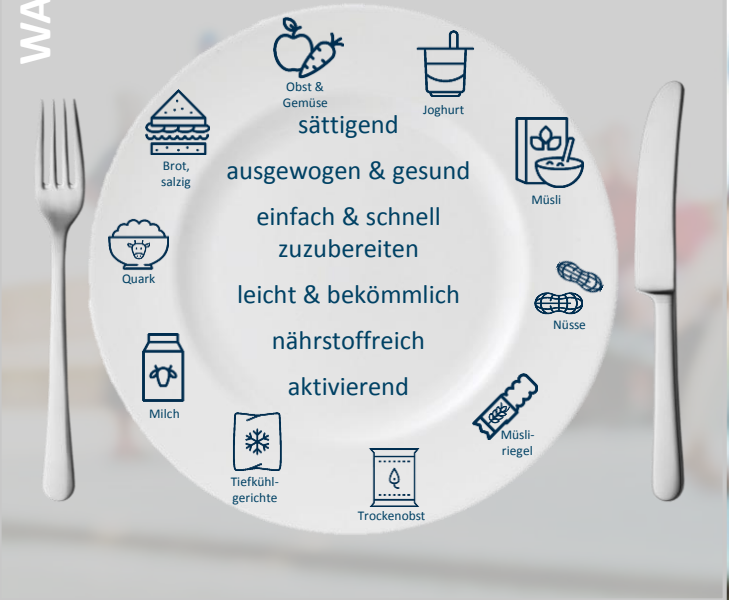 WA
Obst &
Gemüse
Joghurt
sättigend
Brot,
salzig
ausgewogen & gesund
Müsli
einfach & schnell
zuzubereiten
Quark
leicht & bekömmlich
Nüsse
nährstoffreich
aktivierend
Milch
Müsli-
riegel
Tiefkühl-
gerichte
Trockenobst